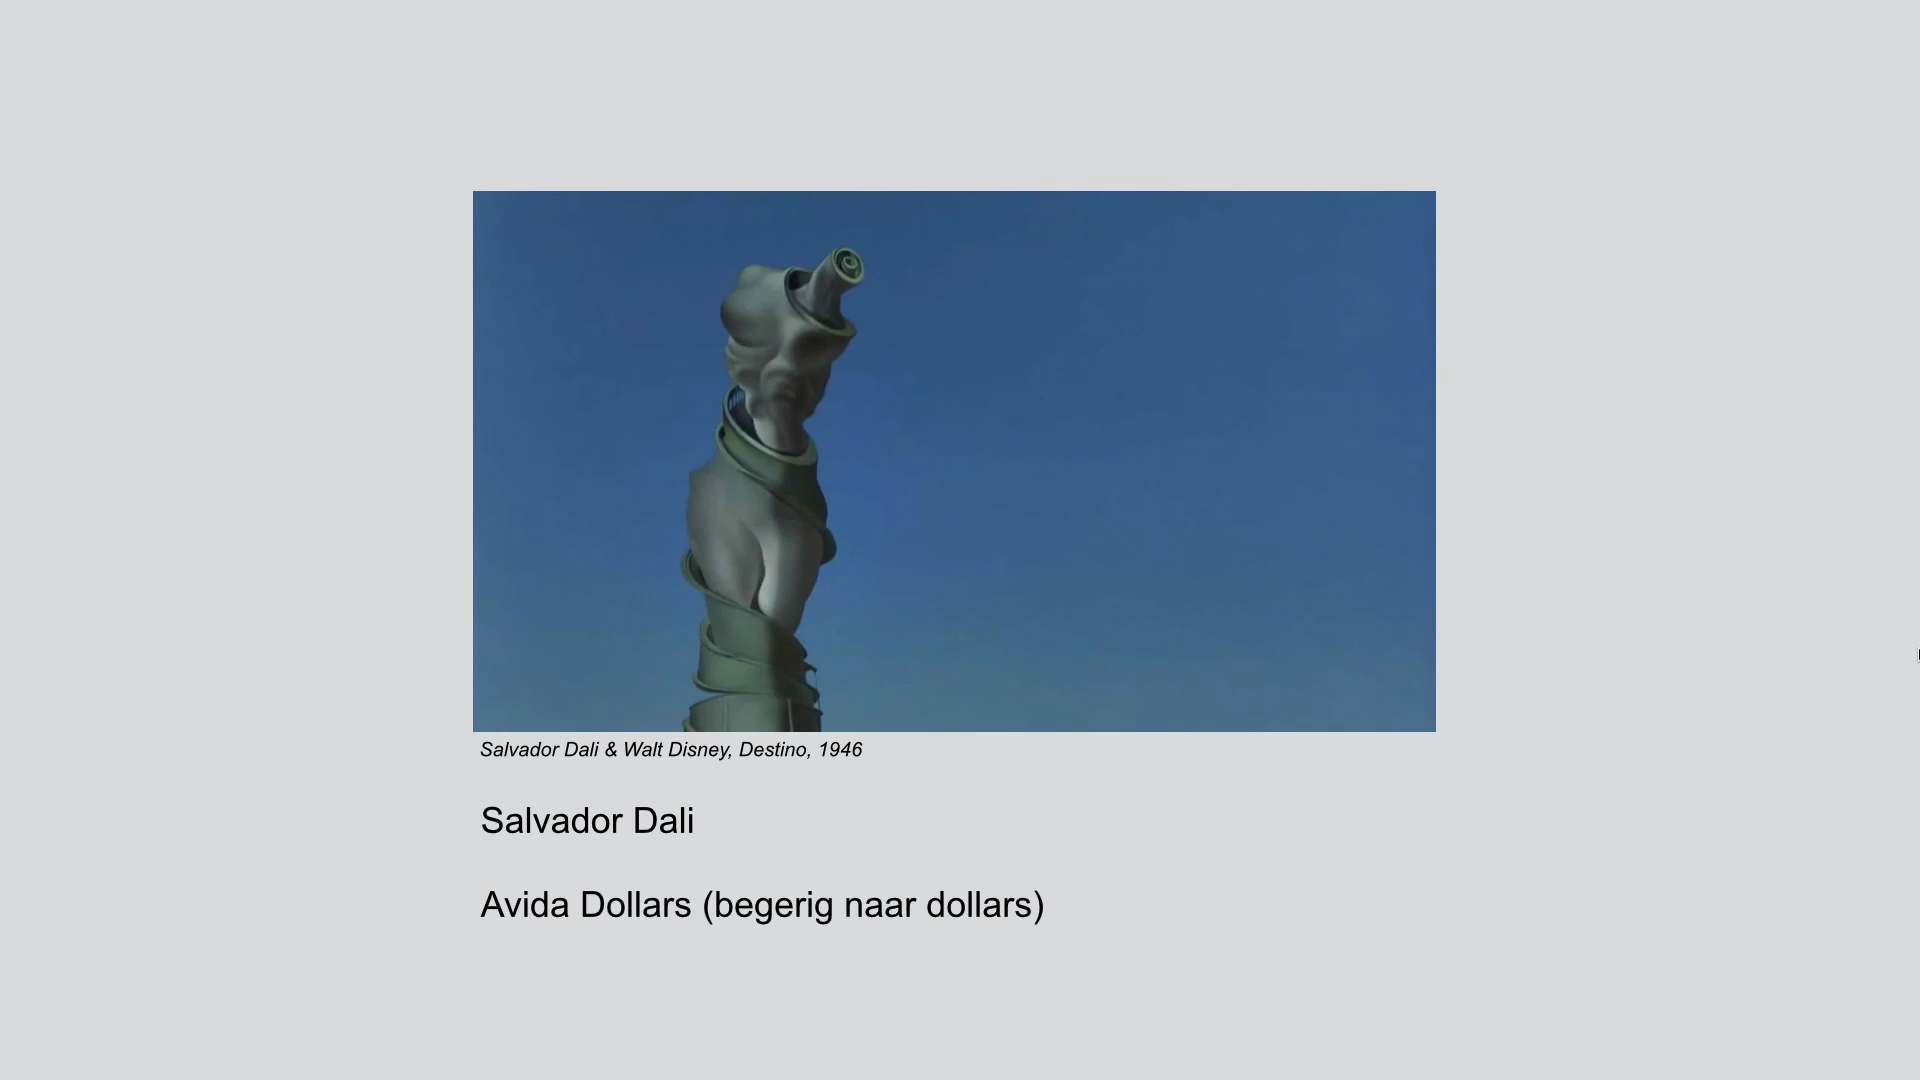 Salvador Dali & Walt Disney, Destino, 1946
Salvador Dali
Avida Dollars (begerig naar dollars)